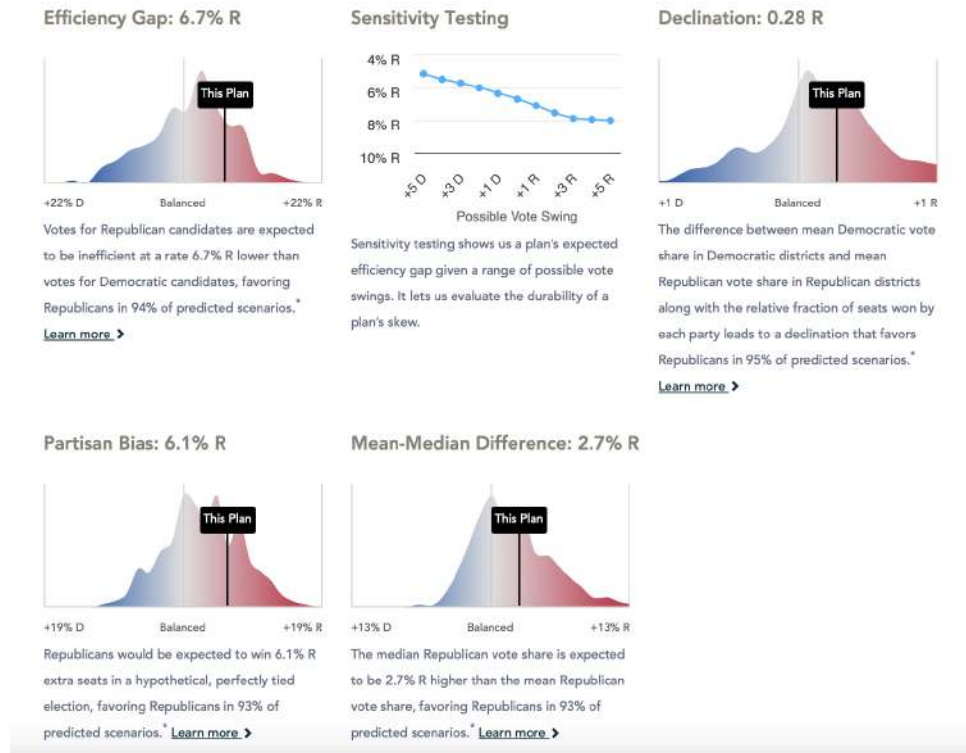 Efficiency Gap: 6.7% R
This Plan
+22% D Balanced +22% R
Votes for Republican candidates are expected
to be inefficient at a rate 6.7% R lower than
votes for Democratic candidates, favoring
Republicans in 94% of predicted scenarios.*
Learn more >
Sensitivity Testing
4% R
6% R
8% R
10% R
+5 D +3 D +1 D +1 R +3 R +5 R
Possible Vote Swing
Sensitivity testing shows us a plan's expected
efficiency gap given a range of possible vote
swings. It lets us evaluate the durability of a
plan's skew.
Declination: 0.28 R
This Plan
+1 D Balanced +1 R
The difference between mean Democratic vote
share in Democratic districts and mean
Republican vote share in Republican districts
along with the relative fraction of seats won by
each party leads to a declination that favors
Republicans in 95% of predicted scenarios.*
Learn more >
Partisan Bias: 6.1% R
This Plan
+19% D Balanced +19% R
Republicans would be expected to win 6.1% R
extra seats in a hypothetical, perfectly tied
election, favoring Republicans in 93% of
predicted scenarios.* Learn more >
Mean-Median Difference: 2.7% R
This Plan
+13% D Balanced +13% R
The median Republican vote share is expected
to be 2.7% R higher than the mean Republican
vote share, favoring Republicans in 93% of
predicted scenarios.* Learn more >